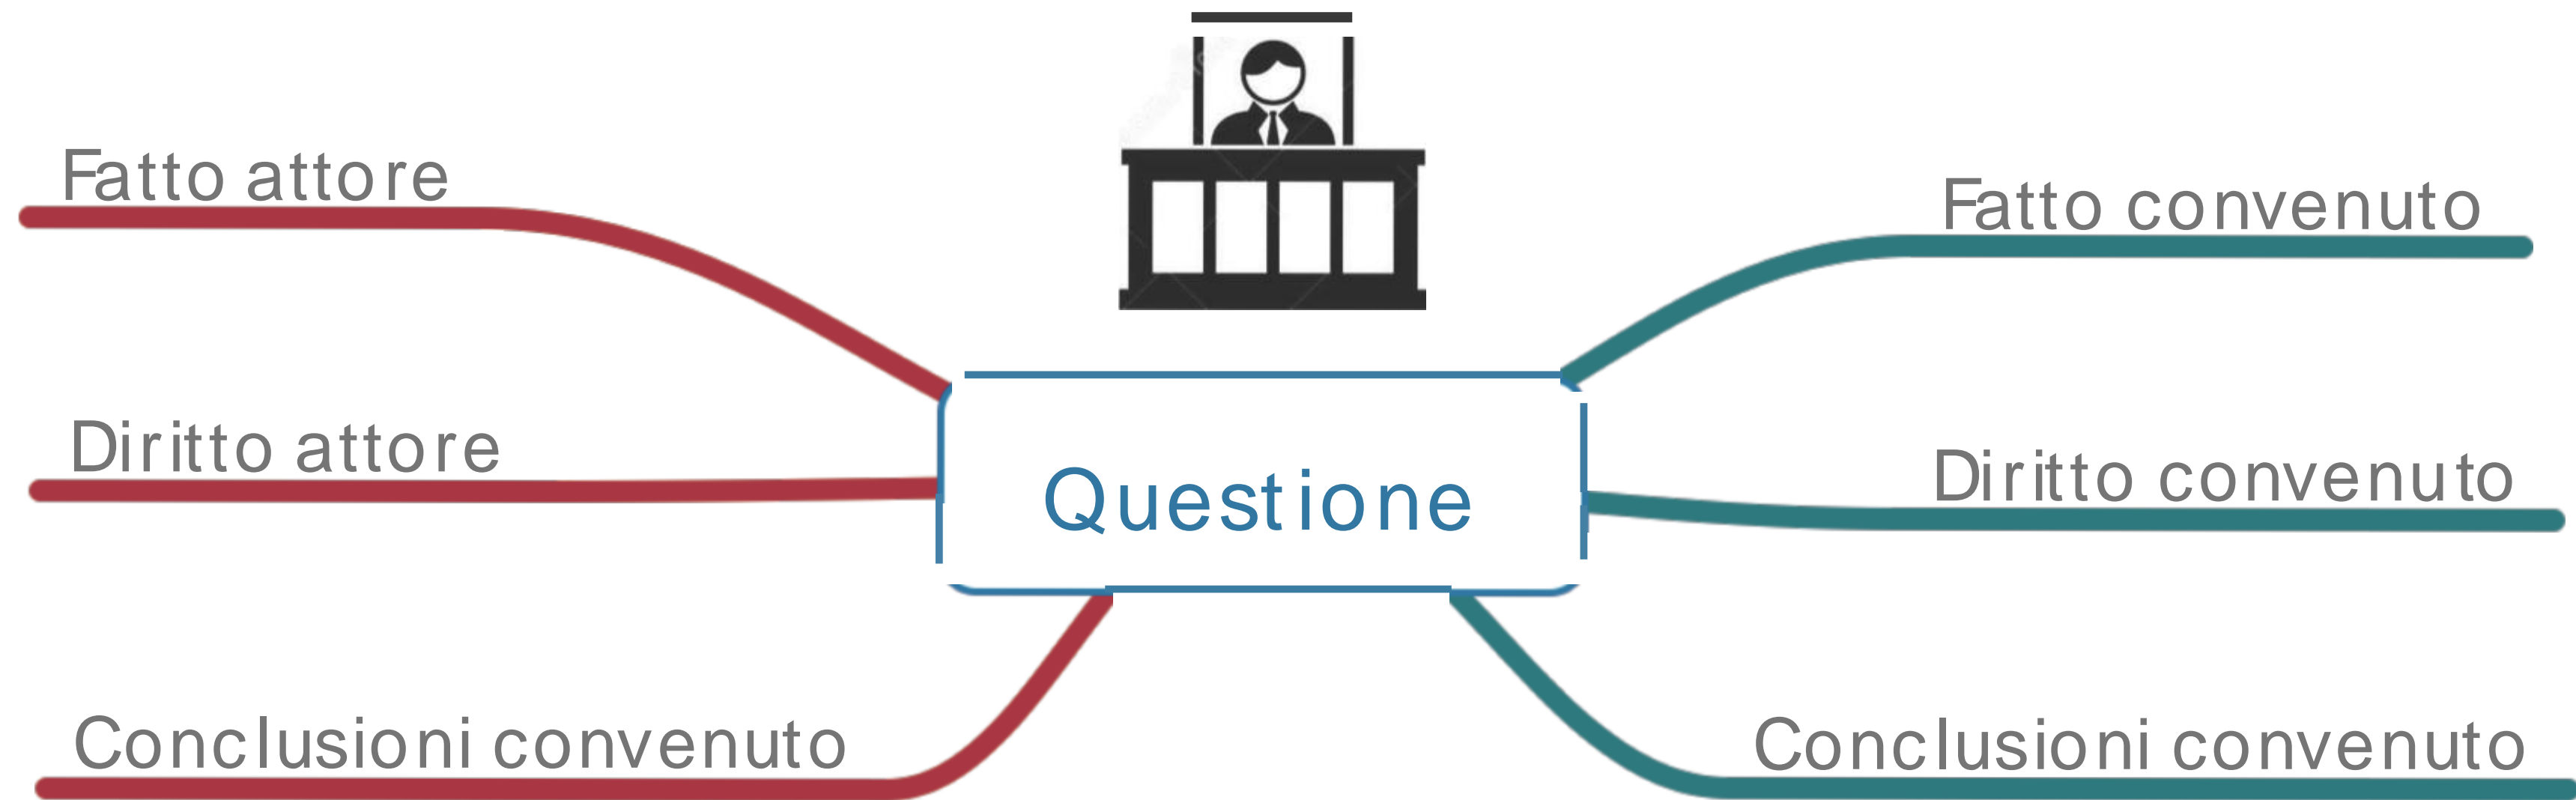 Fatto attore
Fatto convenuto
Diritto attore
Diritto convenuto
Questione
Conclusioni convenuto
Conclusioni convenuto